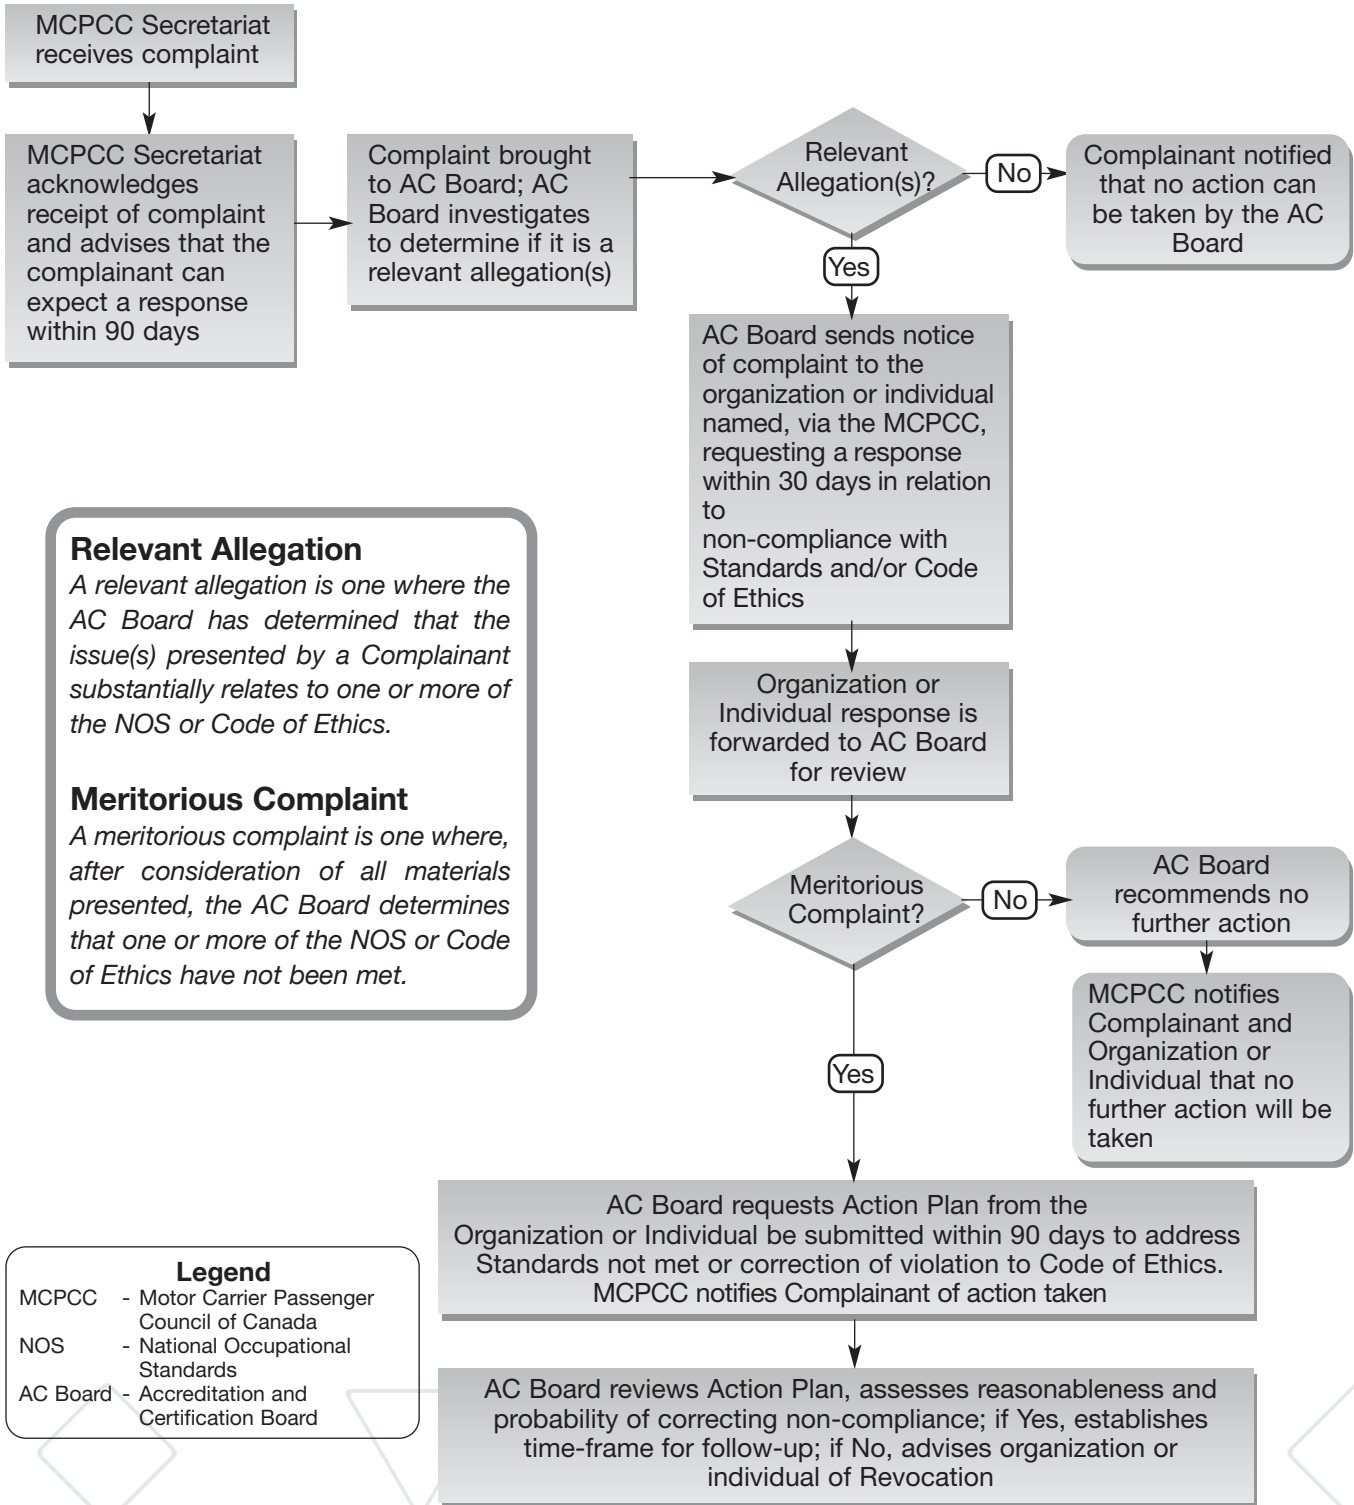 MCPCC Secretariat
receives complaint
MCPCC Secretariat
acknowledges
receipt of complaint
and advises that the
complainant can
expect a response
within 90 days
Complaint brought
to AC Board; AC
Board investigates
to determine if it is a
relevant allegation(s)
Relevant
Allegation(s)?
No
Complainant notified
that no action can
be taken by the AC
Board
Yes
AC Board sends notice
of complaint to the
organization or individual
named, via the MCPCC,
requesting a response
within 30 days in relation
to
non-compliance with
Standards and/or Code
of Ethics
Relevant Allegation
A relevant allegation is one where the
AC Board has determined that the
issue(s) presented by a Complainant
substantially relates to one or more of
the NOS or Code of Ethics.
Meritorious Complaint
A meritorious complaint is one where,
after consideration of all materials
presented, the AC Board determines
that one or more of the NOS or Code
of Ethics have not been met.
Organization or
Individual response is
forwarded to AC Board
for review
Meritorious
Complaint?
No
AC Board
recommends no
further action
MCPCC notifies
Complainant and
Organization or
Individual that no
further action will be
taken
Yes
AC Board requests Action Plan from the
Organization or Individual be submitted within 90 days to address
Standards not met or correction of violation to Code of Ethics.
MCPCC notifies Complainant of action taken
Legend
MCPCC - Motor Carrier Passenger
Council of Canada
NOS - National Occupational
Standards
AC Board - Accreditation and
Certification Board
AC Board reviews Action Plan, assesses reasonableness and
probability of correcting non-compliance; if Yes, establishes
time-frame for follow-up; if No, advises organization or
individual of Revocation